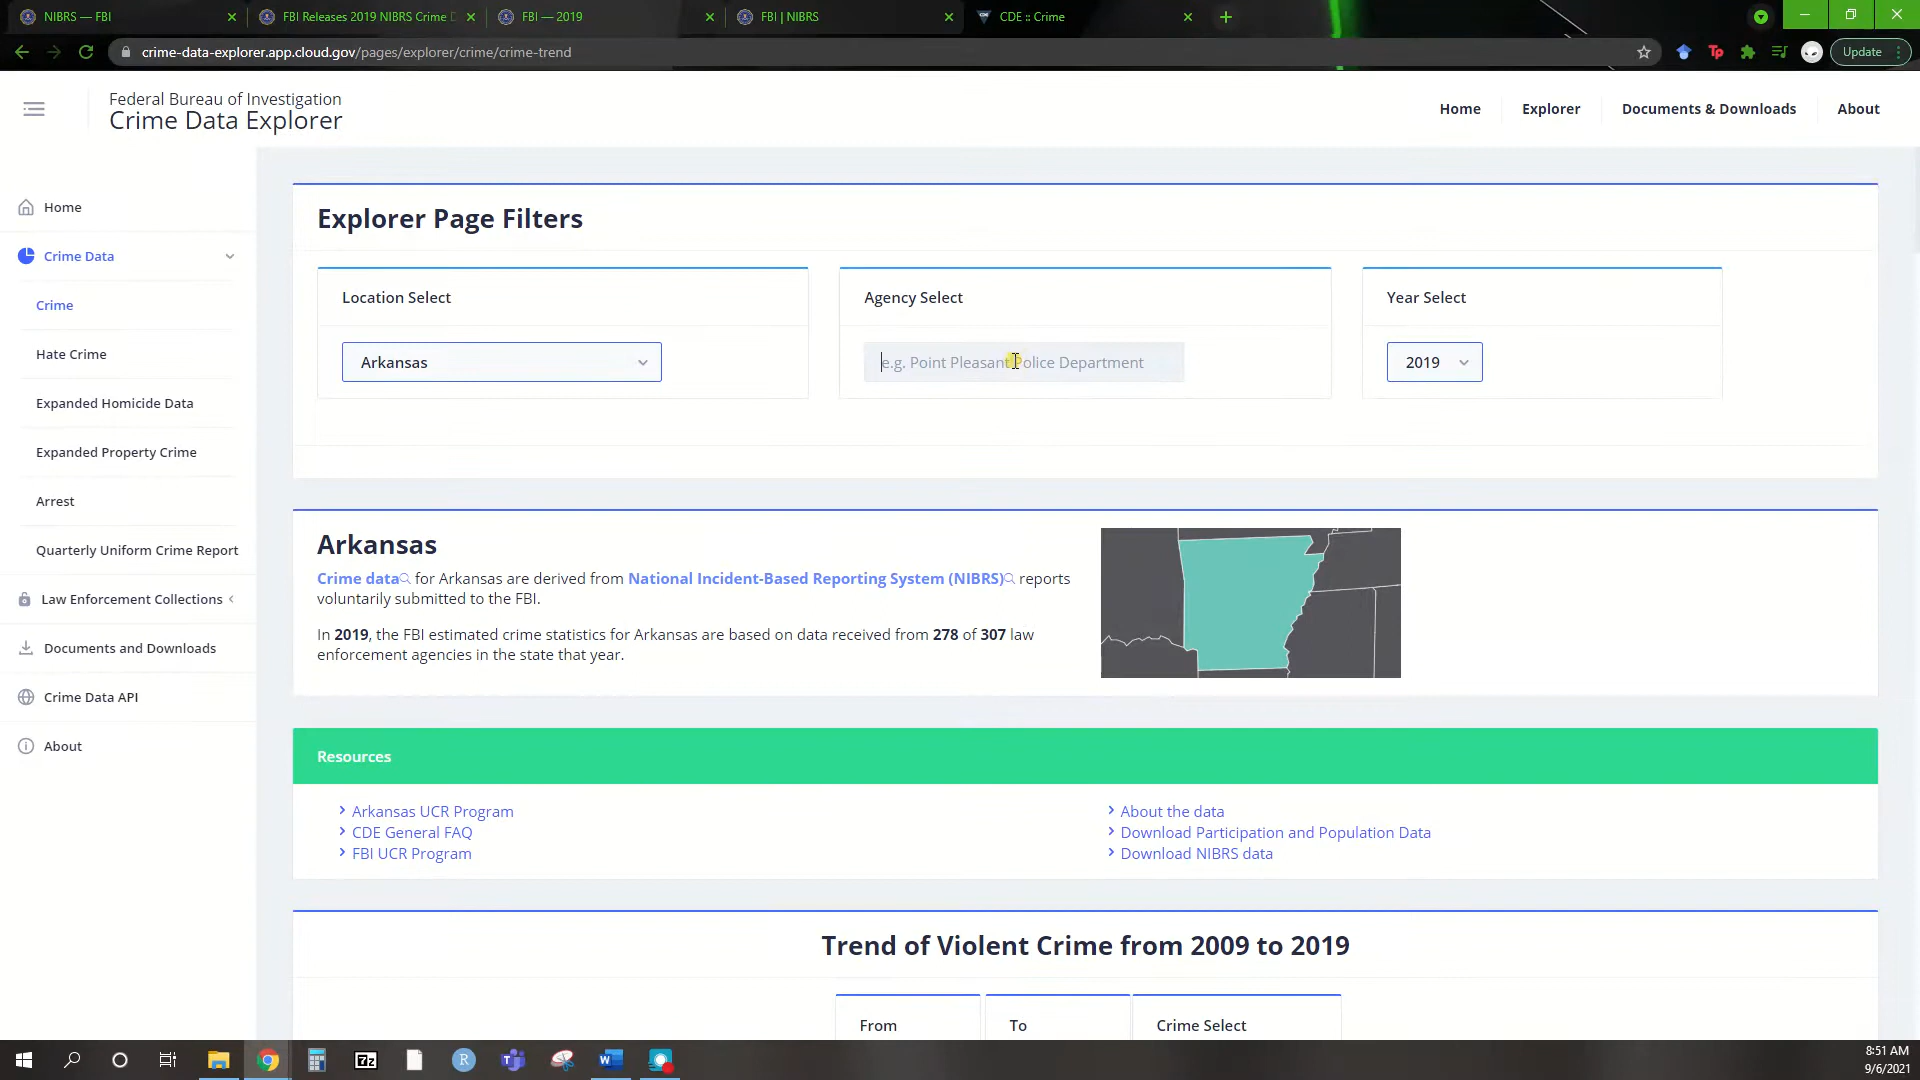 NIBRS — FBI
FBI Releases 2019 NIBRS Crime D
FBI — 2019
FBI | NIBRS
CDE :: Crime
crime-data-explorer.app.cloud.gov/pages/explorer/crime/crime-trend
Tp
Update
Federal Bureau of Investigation
Crime Data Explorer
Home
Explorer
Documents & Downloads
About
Home
Crime Data
Crime
Hate Crime
Expanded Homicide Data
Expanded Property Crime
Arrest
Quarterly Uniform Crime Report
Law Enforcement Collections
Documents and Downloads
Crime Data API
About
Explorer Page Filters
Location Select
Arkansas
Agency Select
e.g. Point Pleasant Police Department
Year Select
2019
Arkansas
Crime data for Arkansas are derived from National Incident-Based Reporting System (NIBRS) reports
voluntarily submitted to the FBI.
In 2019, the FBI estimated crime statistics for Arkansas are based on data received from 278 of 307 law
enforcement agencies in the state that year.
Resources
Arkansas UCR Program
CDE General FAQ
FBI UCR Program
About the data
Download Participation and Population Data
Download NIBRS data
Trend of Violent Crime from 2009 to 2019
From
To
Crime Select
7z
R
T
W
8:51 AM
9/6/2021